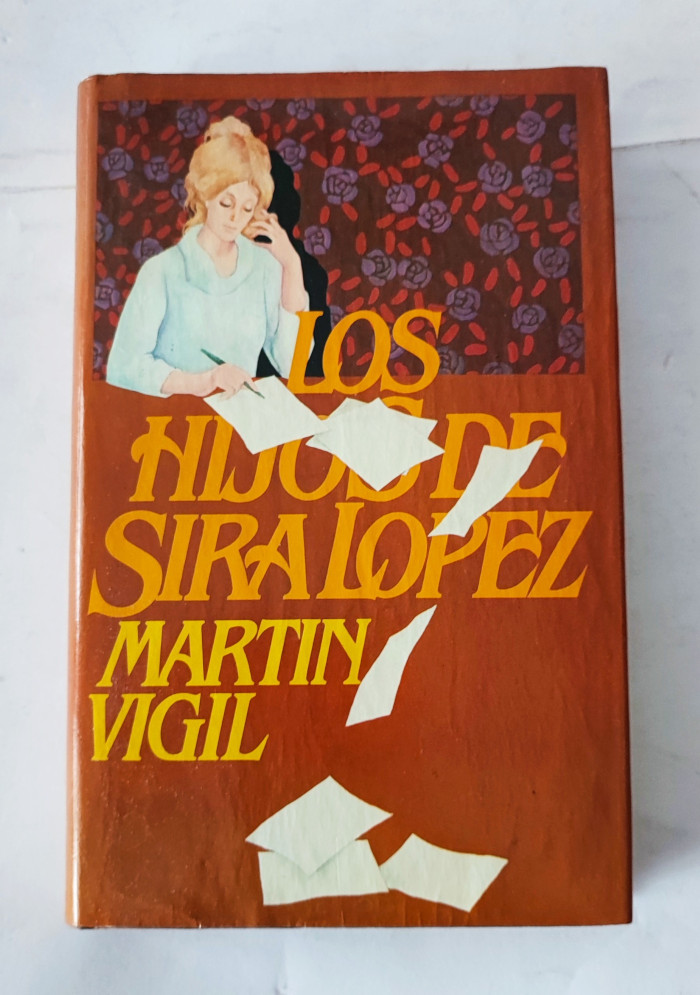 LOS
HIJOS DE
SIRA LOPEZ
MARTIN
VIGIL